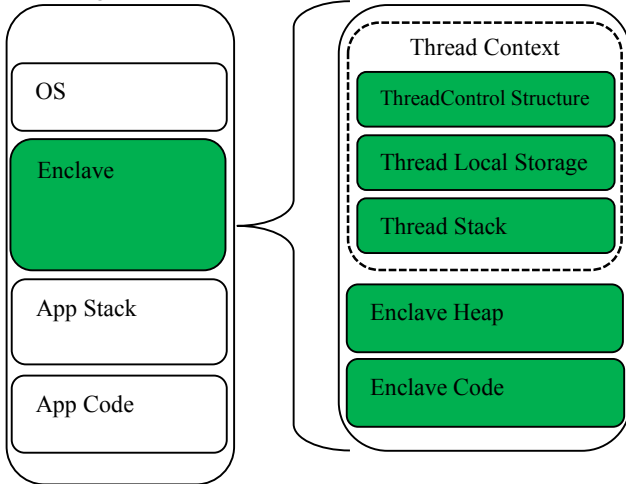 OS
Enclave
App Stack
App Code
Thread Context
ThreadControl Structure
Thread Local Storage
Thread Stack
Enclave Heap
Enclave Code